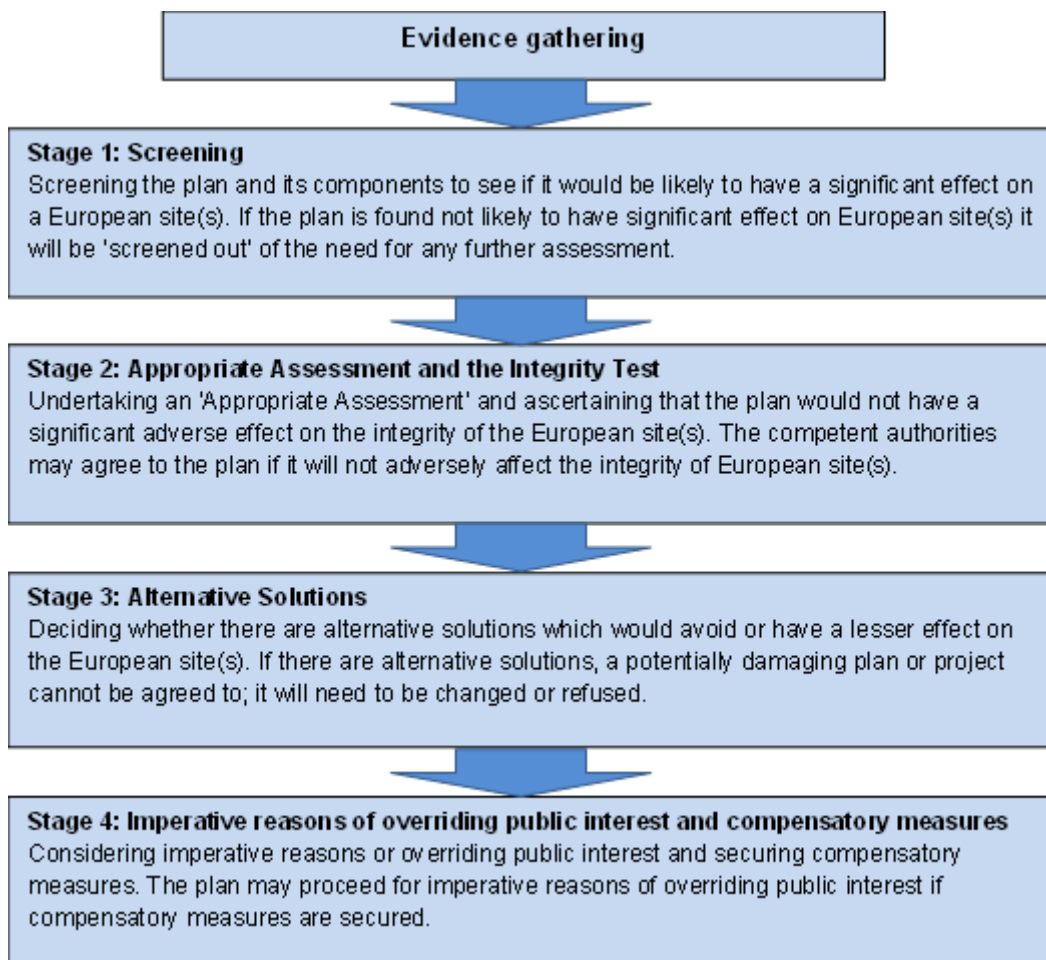 Evidence gathering
Stage 1: Screening
Screening the plan and its components to see if it would be likely to have a significant effect on
a European site(s). If the plan is found not likely to have significant effect on European site(s) it
will be 'screened out' of the need for any further assessment.
Stage 2: Appropriate Assessment and the Integrity Test
Undertaking an 'Appropriate Assessment' and ascertaining that the plan would not have a
significant adverse effect on the integrity of the European site(s). The competent authorities
may agree to the plan if it will not adversely affect the integrity of European site(s).
Stage 3: Alternative Solutions
Deciding whether there are alternative solutions which would avoid or have a lesser effect on
the European site(s). If there are alternative solutions, a potentially damaging plan or project
cannot be agreed to; it will need to be changed or refused.
Stage 4: Imperative reasons of overriding public interest and compensatory measures
Considering imperative reasons or overriding public interest and securing compensatory
measures. The plan may proceed for imperative reasons of overriding public interest if
compensatory measures are secured.